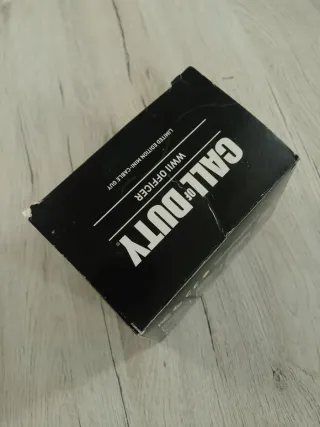 CALL OF DUTY®
WWII OFFICER
LIMITED EDITION MINI-CABLE GUY